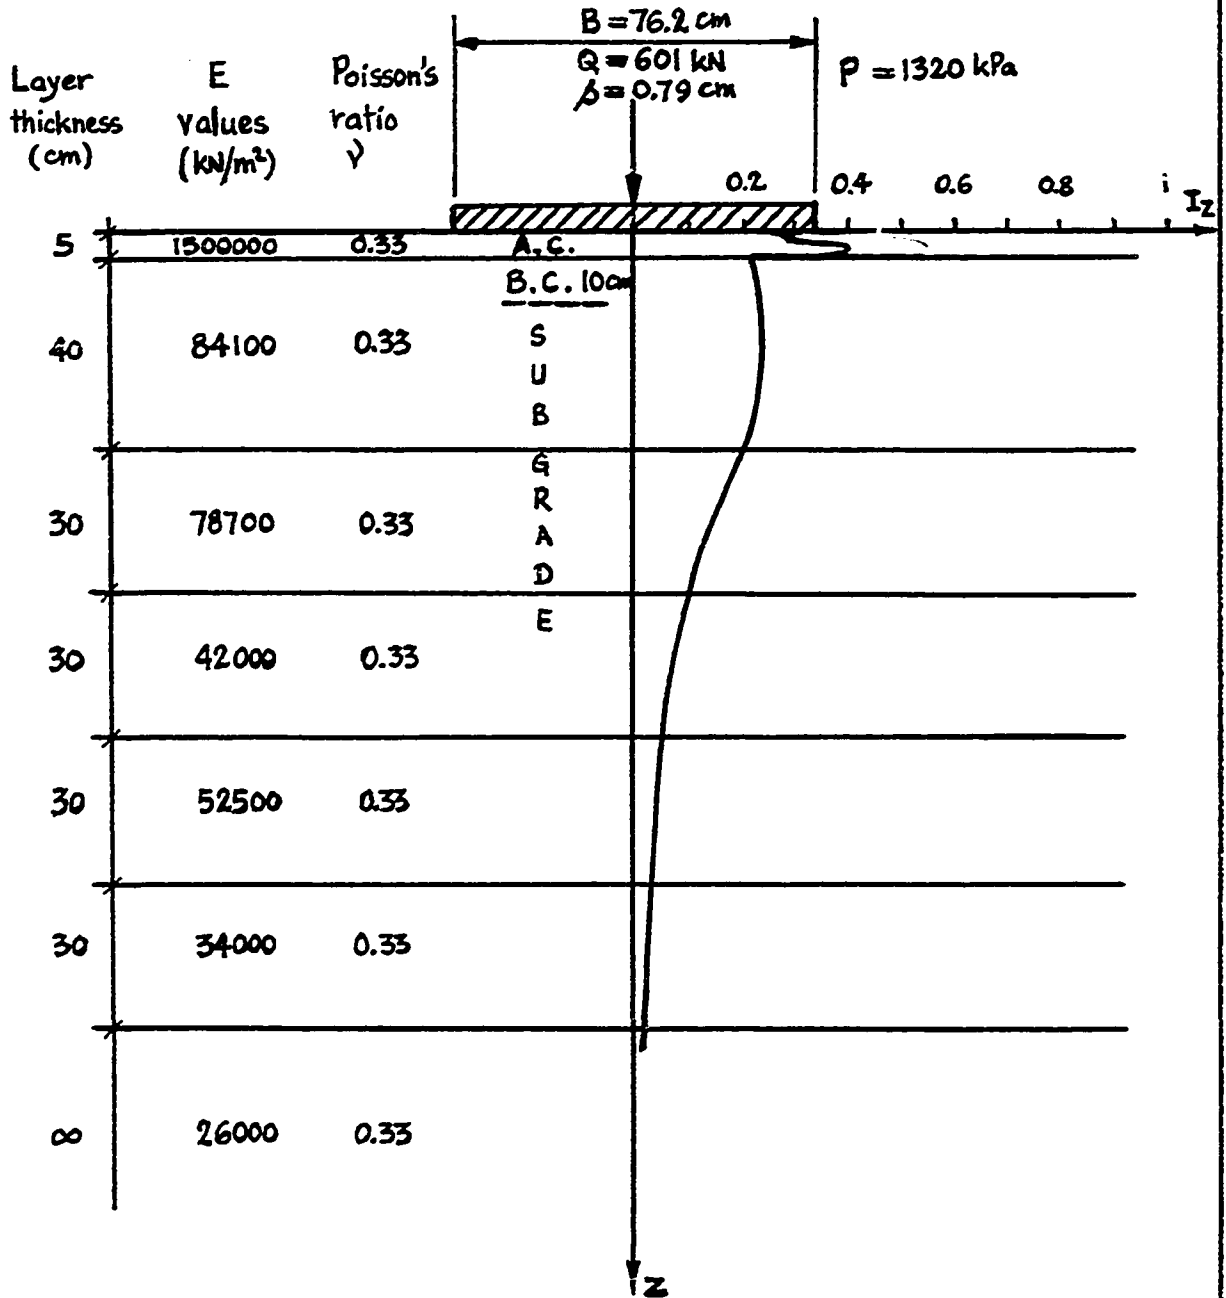 B = 76.2 cm
Q = 601 kN
s = 0.79 cm
P = 1320 kPa
Layer thickness (cm)
E values (kN/m²)
Poisson's ratio ν
0.2 0.4 0.6 0.8 i I_z
5 1500000 0.33 A.C.
B.C. 10cm
40 84100 0.33
SUBGRADE
30 78700 0.33
30 42000 0.33
30 52500 0.33
30 34000 0.33
∞ 26000 0.33
z